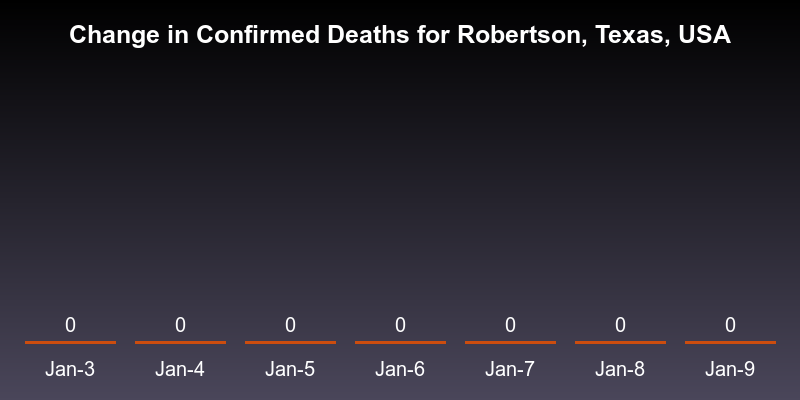 Change in Confirmed Deaths for Robertson, Texas, USA
0 0 0 0 0 0 0
Jan-3 Jan-4 Jan-5 Jan-6 Jan-7 Jan-8 Jan-9